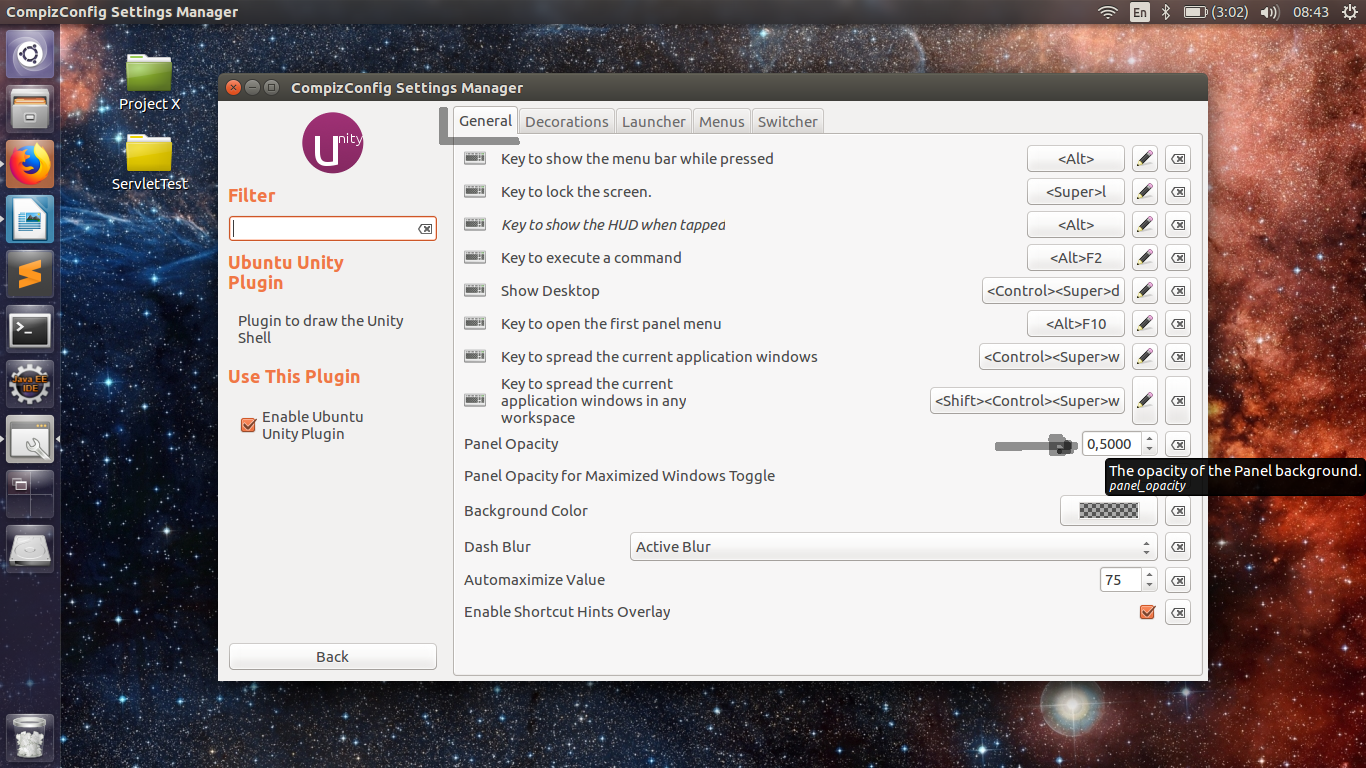 CompizConfig Settings Manager
En
(3:02)
08:43
Project X
ServletTest
Java EE
IDE
CompizConfig Settings Manager
Unity
Filter
Ubuntu Unity
Plugin
Plugin to draw the Unity
Shell
Use This Plugin
Enable Ubuntu
Unity Plugin
Back
General
Decorations
Launcher
Menus
Switcher
Key to show the menu bar while pressed
<Alt>
Key to lock the screen.
<Super>l
Key to show the HUD when tapped
<Alt>
Key to execute a command
<Alt>F2
Show Desktop
<Control><Super>d
Key to open the first panel menu
<Alt>F10
Key to spread the current application windows
<Control><Super>w
Key to spread the current
application windows in any
workspace
<Shift><Control><Super>w
Panel Opacity
0,5000
The opacity of the Panel background.
panel_opacity
Panel Opacity for Maximized Windows Toggle
Background Color
Dash Blur
Active Blur
Automaximize Value
75
Enable Shortcut Hints Overlay